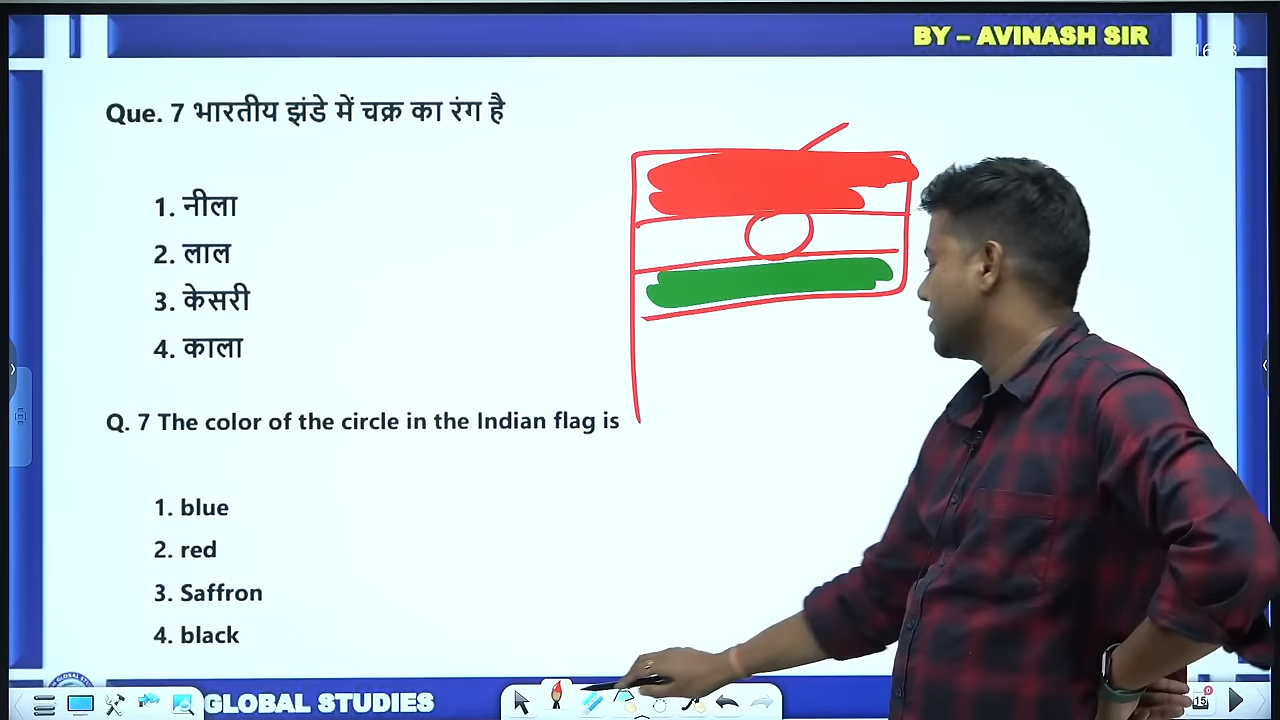 BY – AVINASH SIR
Que. 7 भारतीय झंडे में चक्र का रंग है
1. नीला
2. लाल
3. केसरी
4. काला
Q. 7 The color of the circle in the Indian flag is
1. blue
2. red
3. Saffron
4. black
GLOBAL STUDIES
15